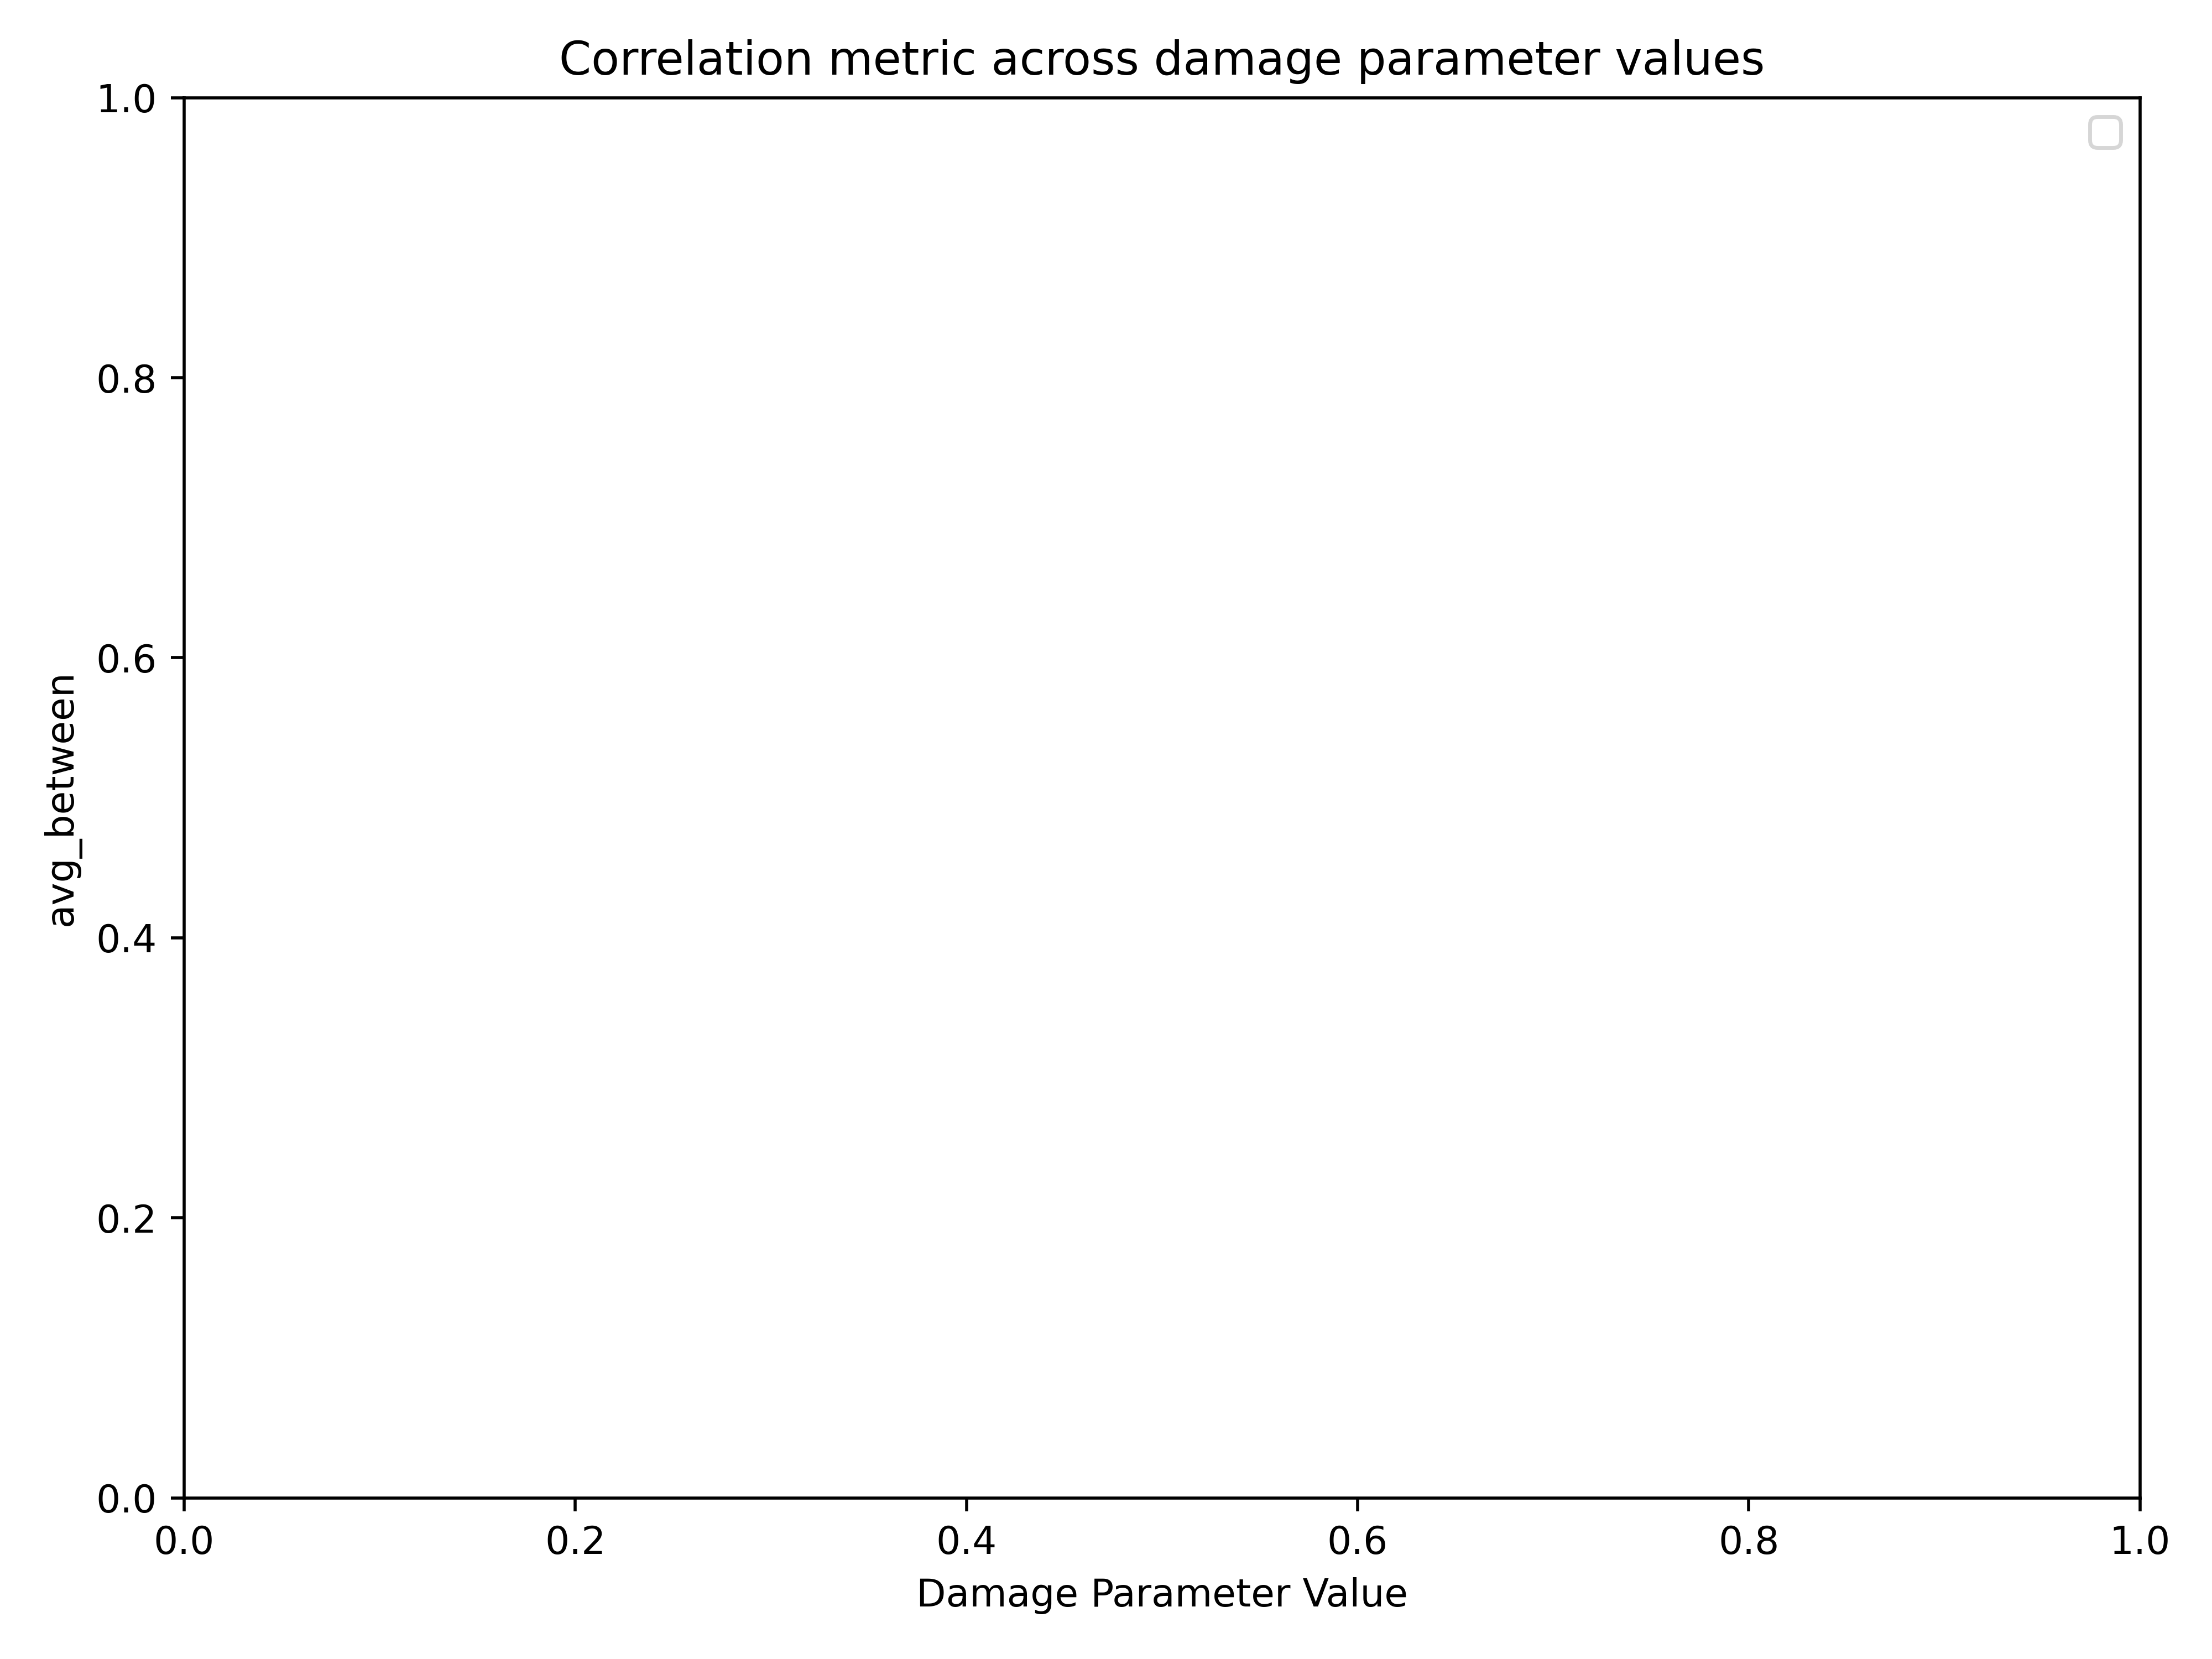 Correlation metric across damage parameter values
1.0
0.8
0.6
0.4
0.2
0.0
avg_between
0.0 0.2 0.4 0.6 0.8 1.0
Damage Parameter Value